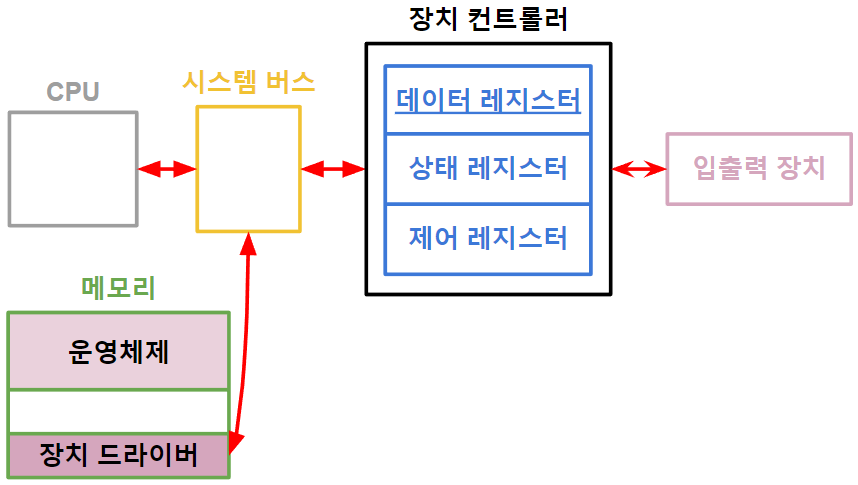 장치 컨트롤러
CPU
시스템 버스
데이터 레지스터
상태 레지스터
제어 레지스터
입출력 장치
메모리
운영체제
장치 드라이버